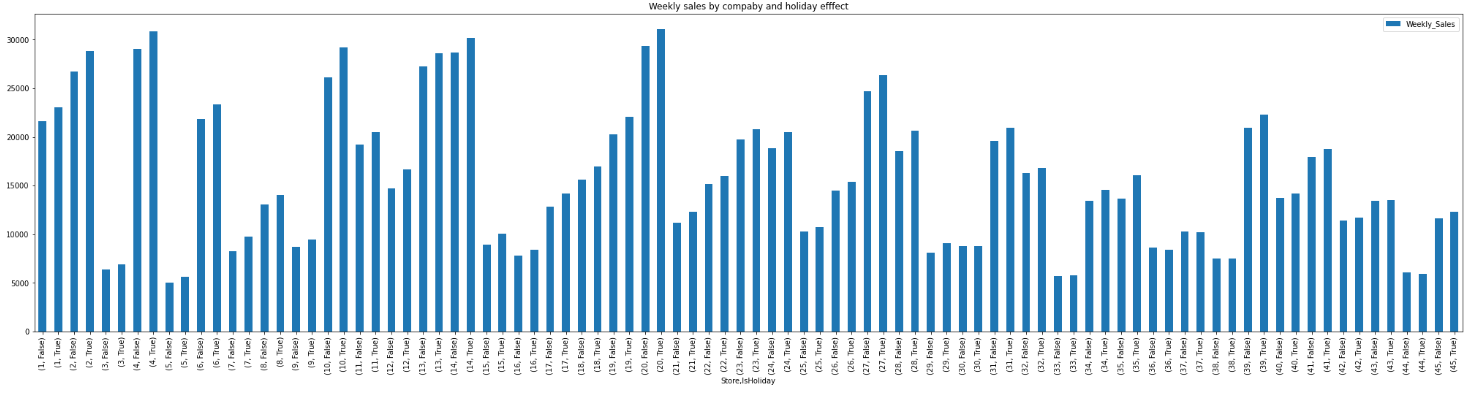 Weekly sales by compaby and holiday efffect
Weekly_Sales
30000
25000
20000
15000
10000
5000
0
(1, False)
(1, True)
(2, False)
(2, True)
(3, False)
(3, True)
(4, False)
(4, True)
(5, False)
(5, True)
(6, False)
(6, True)
(7, False)
(7, True)
(8, False)
(8, True)
(9, False)
(9, True)
(10, False)
(10, True)
(11, False)
(11, True)
(12, False)
(12, True)
(13, False)
(13, True)
(14, False)
(14, True)
(15, False)
(15, True)
(16, False)
(16, True)
(17, False)
(17, True)
(18, False)
(18, True)
(19, False)
(19, True)
(20, False)
(20, True)
(21, False)
(21, True)
(22, False)
(22, True)
(23, False)
(23, True)
(24, False)
(24, True)
(25, False)
(25, True)
(26, False)
(26, True)
(27, False)
(27, True)
(28, False)
(28, True)
(29, False)
(29, True)
(30, False)
(30, True)
(31, False)
(31, True)
(32, False)
(32, True)
(33, False)
(33, True)
(34, False)
(34, True)
(35, False)
(35, True)
(36, False)
(36, True)
(37, False)
(37, True)
(38, False)
(38, True)
(39, False)
(39, True)
(40, False)
(40, True)
(41, False)
(41, True)
(42, False)
(42, True)
(43, False)
(43, True)
(44, False)
(44, True)
(45, False)
(45, True)
Store,IsHoliday